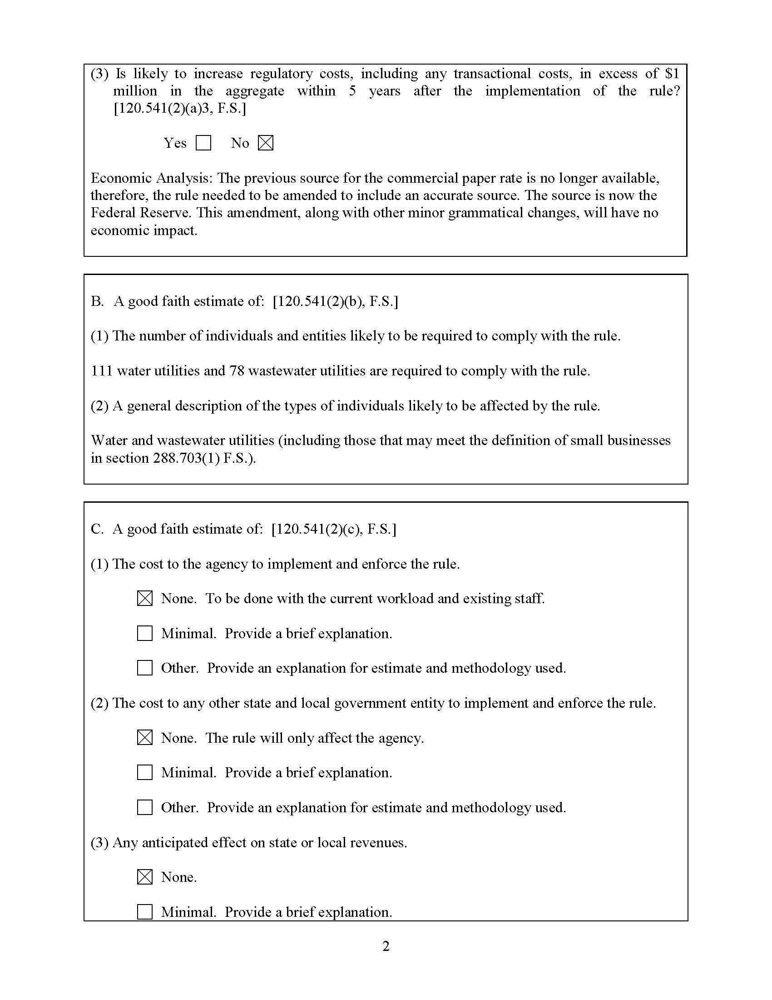 (3) Is likely to increase regulatory costs, including any transactional costs, in excess of $1
million in the aggregate within 5 years after the implementation of the rule?
[120.541(2)(a)3, F.S.]
Yes ☐ No ☒
Economic Analysis: The previous source for the commercial paper rate is no longer available,
therefore, the rule needed to be amended to include an accurate source. The source is now the
Federal Reserve. This amendment, along with other minor grammatical changes, will have no
economic impact.
B. A good faith estimate of: [120.541(2)(b), F.S.]
(1) The number of individuals and entities likely to be required to comply with the rule.
111 water utilities and 78 wastewater utilities are required to comply with the rule.
(2) A general description of the types of individuals likely to be affected by the rule.
Water and wastewater utilities (including those that may meet the definition of small businesses
in section 288.703(1) F.S.).
C. A good faith estimate of: [120.541(2)(c), F.S.]
(1) The cost to the agency to implement and enforce the rule.
☒ None. To be done with the current workload and existing staff.
☐ Minimal. Provide a brief explanation.
☐ Other. Provide an explanation for estimate and methodology used.
(2) The cost to any other state and local government entity to implement and enforce the rule.
☒ None. The rule will only affect the agency.
☐ Minimal. Provide a brief explanation.
☐ Other. Provide an explanation for estimate and methodology used.
(3) Any anticipated effect on state or local revenues.
☒ None.
☐ Minimal. Provide a brief explanation.
2